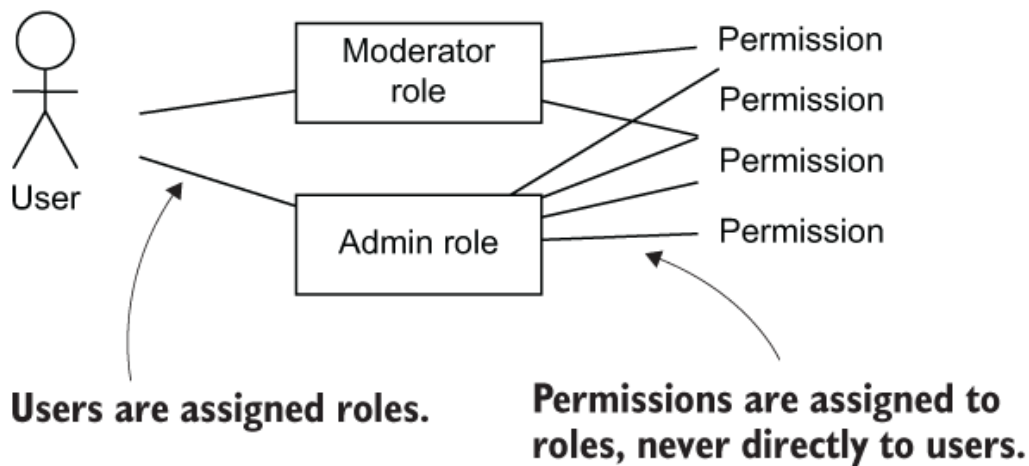 User
Moderator
role
Admin role
Permission
Permission
Permission
Permission
Users are assigned roles.
Permissions are assigned to
roles, never directly to users.